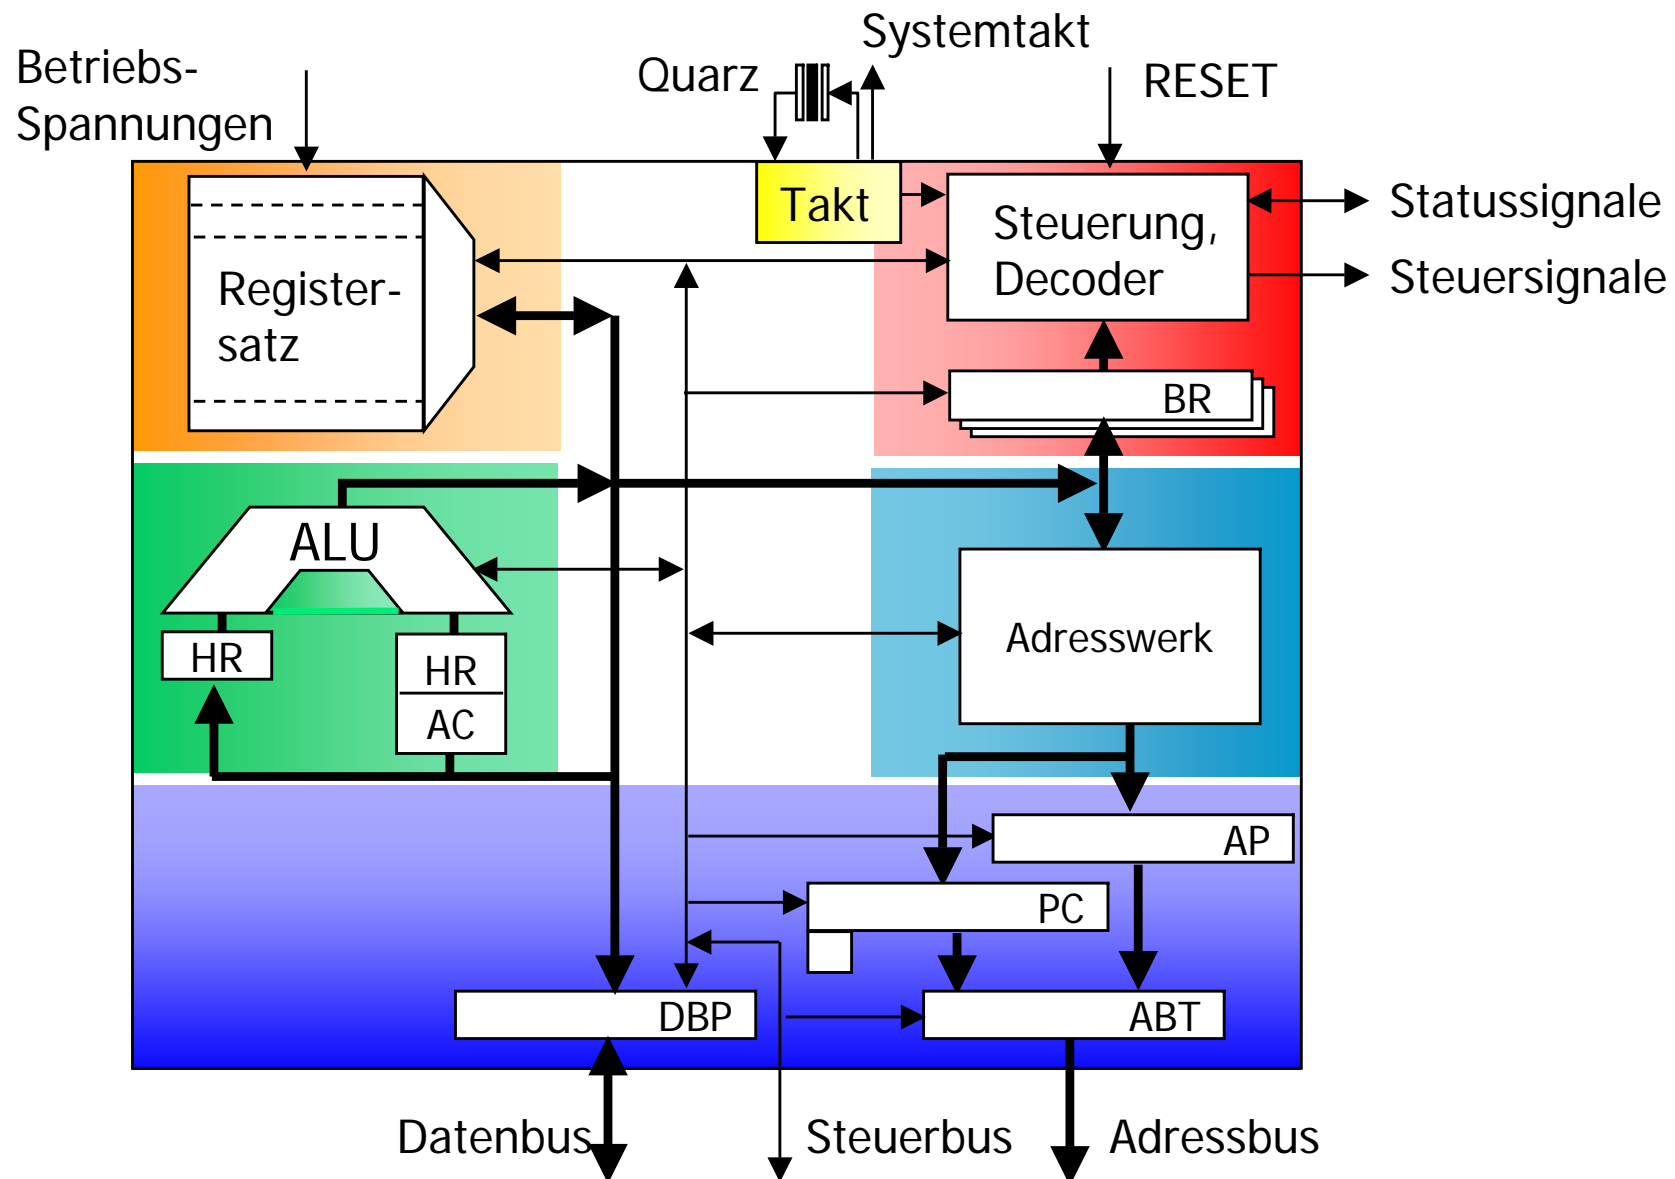 Systemtakt
Betriebs-
Spannungen
Quarz
RESET
Takt
Steuerung,
Decoder
Statussignale
Steuersignale
Register-
satz
BR
ALU
HR
HR
AC
Adresswerk
AP
PC
DBP
ABT
Datenbus
Steuerbus
Adressbus